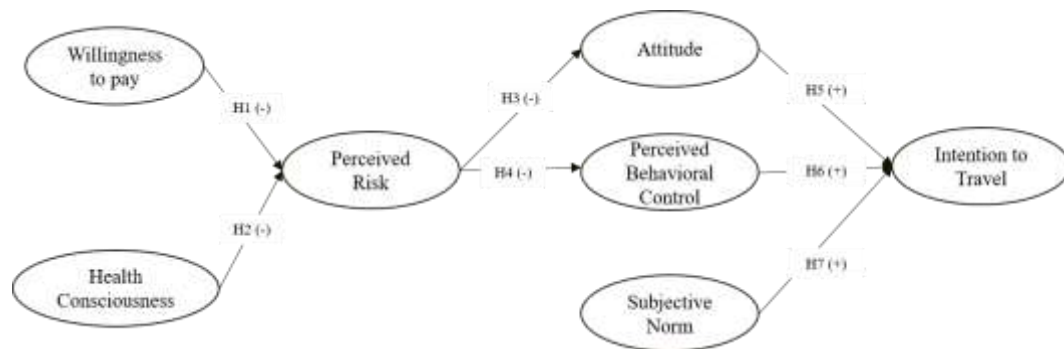 Willingness
to pay
H1 (-)
Health
Consciousness
H2 (-)
Perceived
Risk
H3 (-)
H4 (-)
Attitude
Perceived
Behavioral
Control
Subjective
Norm
H5 (+)
H6 (+)
H7 (+)
Intention to
Travel